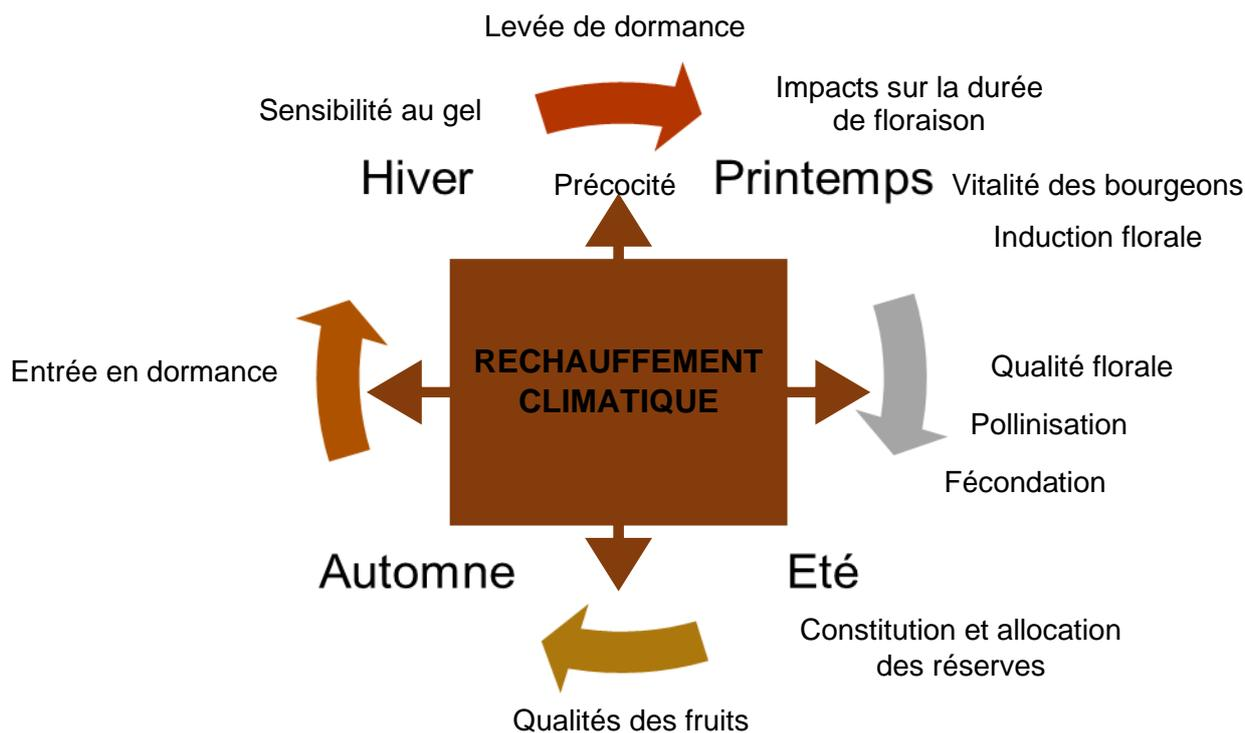 Levée de dormance
Impacts sur la durée
de floraison
Sensibilité au gel
Hiver
Précocité
Printemps
Vitalité des bourgeons
Induction florale
RECHAUFFEMENT
CLIMATIQUE
Entrée en dormance
Qualité florale
Pollinisation
Fécondation
Automne
Eté
Constitution et allocation
des réserves
Qualités des fruits